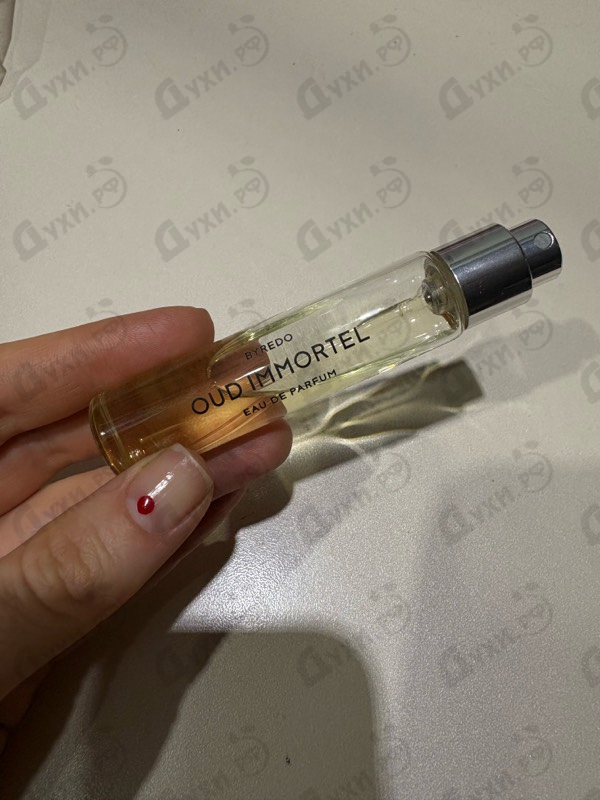 BYREDO
OUD IMMORTEL
EAU DE PARFUM
Духи.рф